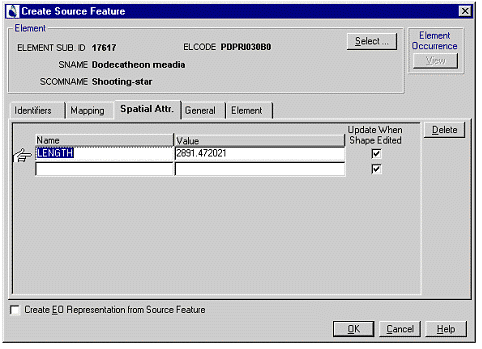 Create Source Feature
Element
ELEMENT SUB. ID 17617 ELCODE PDPRI030B0 Select ...
SNAME Dodecatheon meadia
SCOMNAME Shooting-star
Element Occurrence
View
Identifiers Mapping Spatial Attr. General Element
Name Value Update When Shape Edited Delete
LENGTH 2891.472021
Create EO Representation from Source Feature
OK Cancel Help